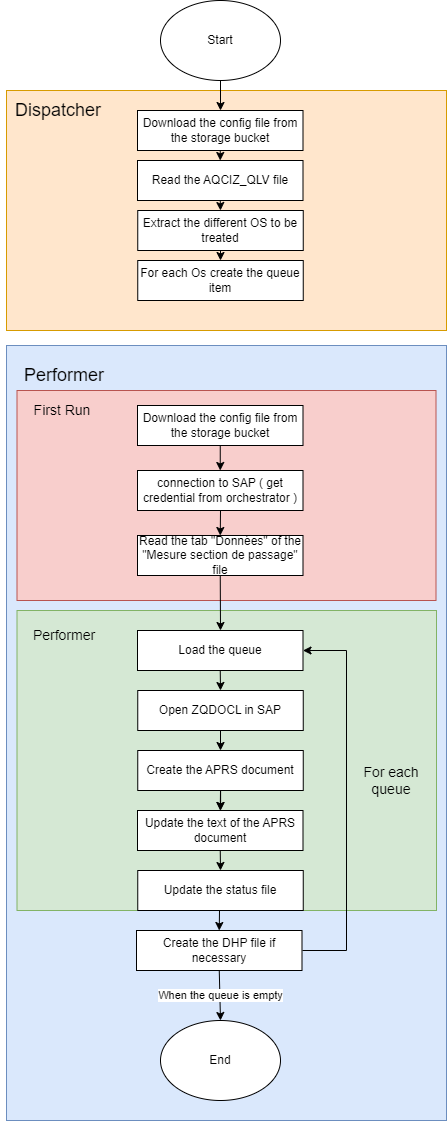 Start
Dispatcher
Download the config file from
the storage bucket
Read the AQCIZ_QLV file
Extract the different OS to be
treated
For each Os create the queue
item
Performer
First Run
Download the config file from
the storage bucket
connection to SAP ( get
credential from orchestrator )
Read the tab "Données" of the
"Mesure section de passage"
file
Performer
Load the queue
Open ZQDOCL in SAP
Create the APRS document
For each
queue
Update the text of the APRS
document
Update the status file
Create the DHP file if
necessary
When the queue is empty
End